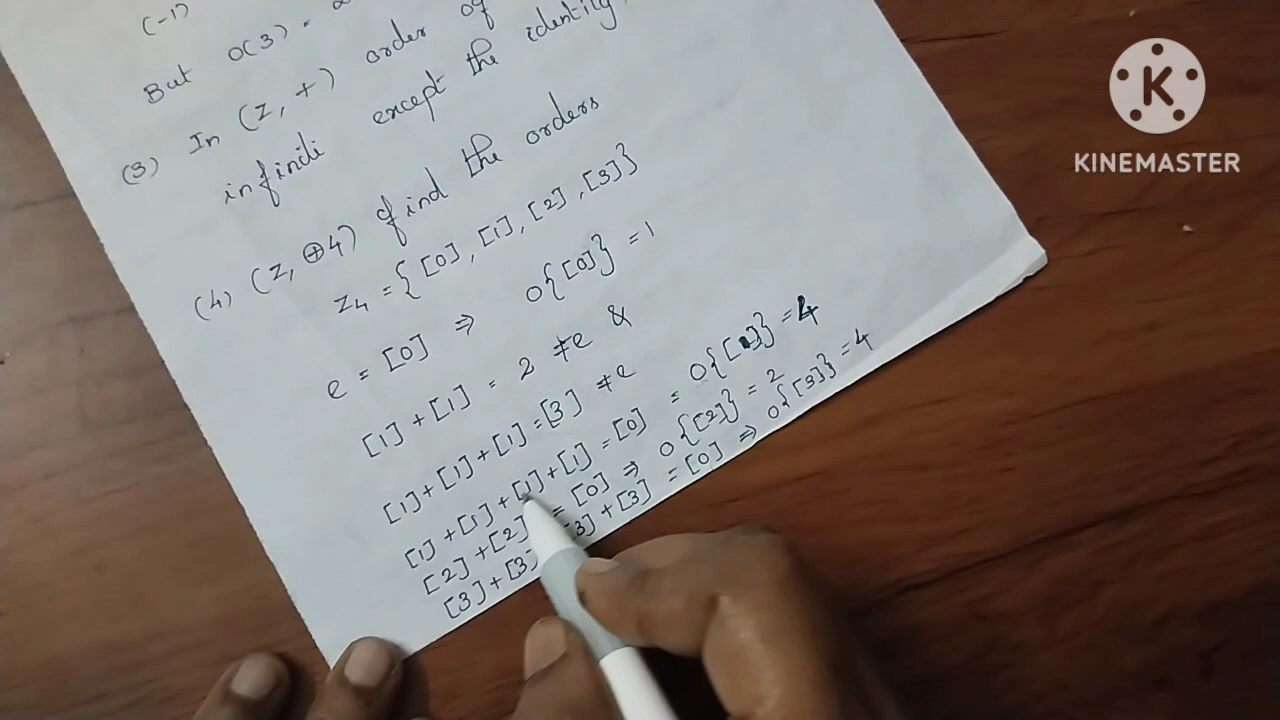 (-1)
But O(3) =
(3) In (Z, +) order of
infinite except the identity.
(4) (Z, ⊕4) find the orders
Z4 = {[0], [1], [2], [3]}
e = [0] ⇒ O{[0]} = 1
[1] + [1] = 2 ≠e &
[1] + [1] + [1] = [3] ≠e
[1] + [1] + [1] + [1] = [0] = O{[1]} = 4
[2] + [2] = [0] ⇒ O{[2]} = 2
[3] + [3] + [3] + [3] = [0] ⇒ O{[3]} = 4
K
KINEMASTER